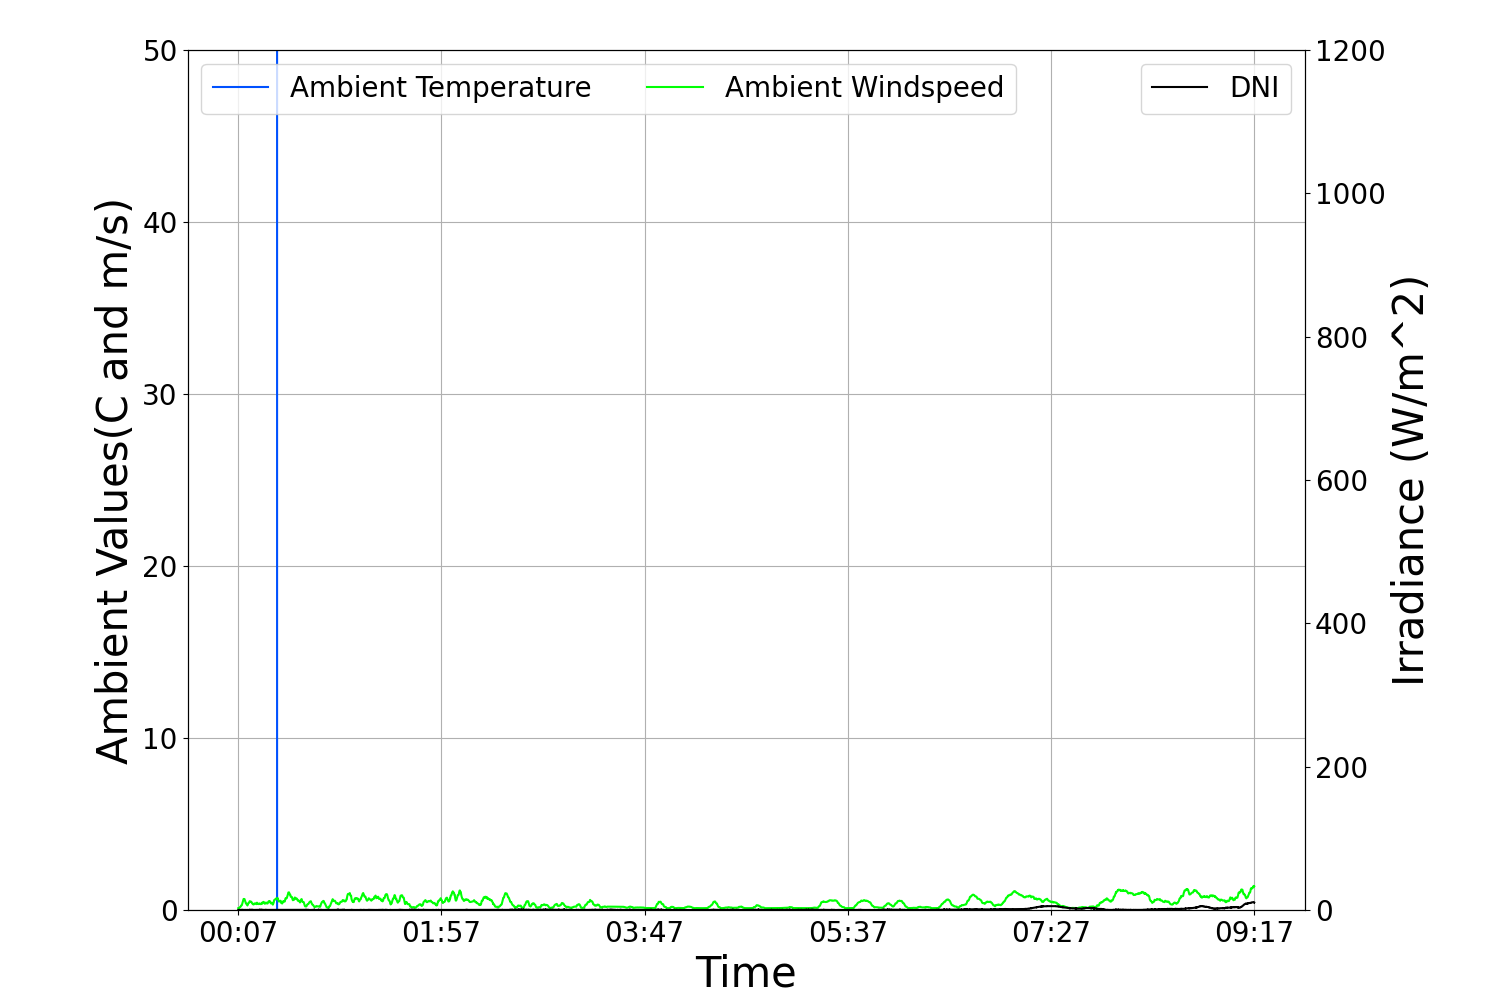 Ambient Temperature
Ambient Windspeed
DNI
Ambient Values(C and m/s)
50
40
30
20
10
0
1200
1000
800
600
400
200
0
Irradiance (W/m^2)
00:07 01:57 03:47 05:37 07:27 09:17
Time